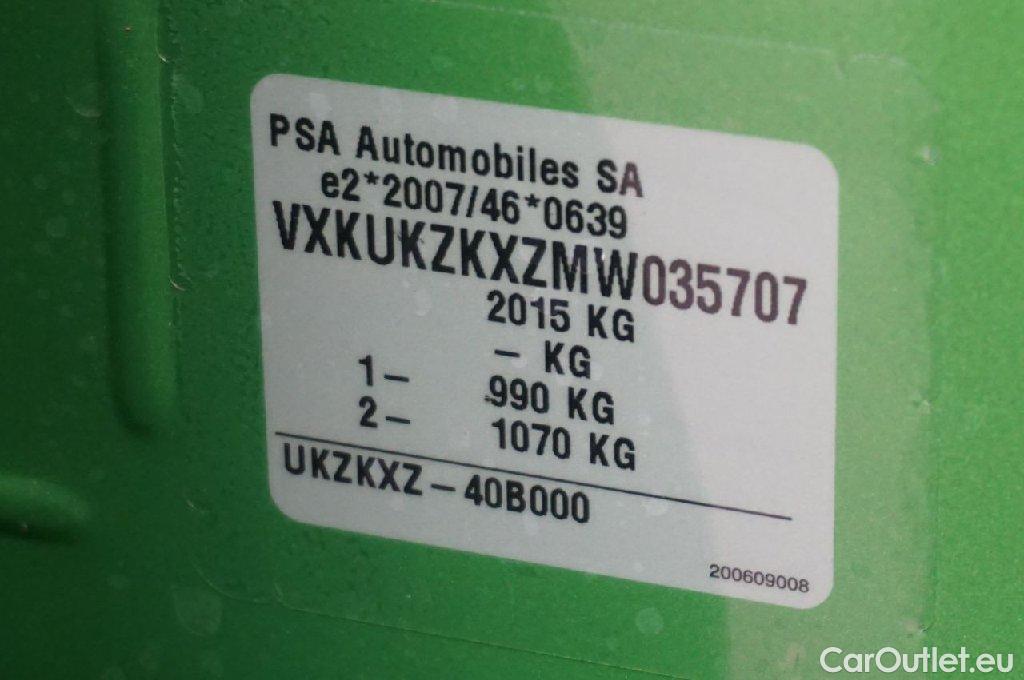 PSA Automobiles SA
e2*2007/46*0639
VXKUKZKXZMW035707
2015 KG
– KG
1– 990 KG
2– 1070 KG
UKZKXZ – 40B000
200609008
CarOutlet.eu